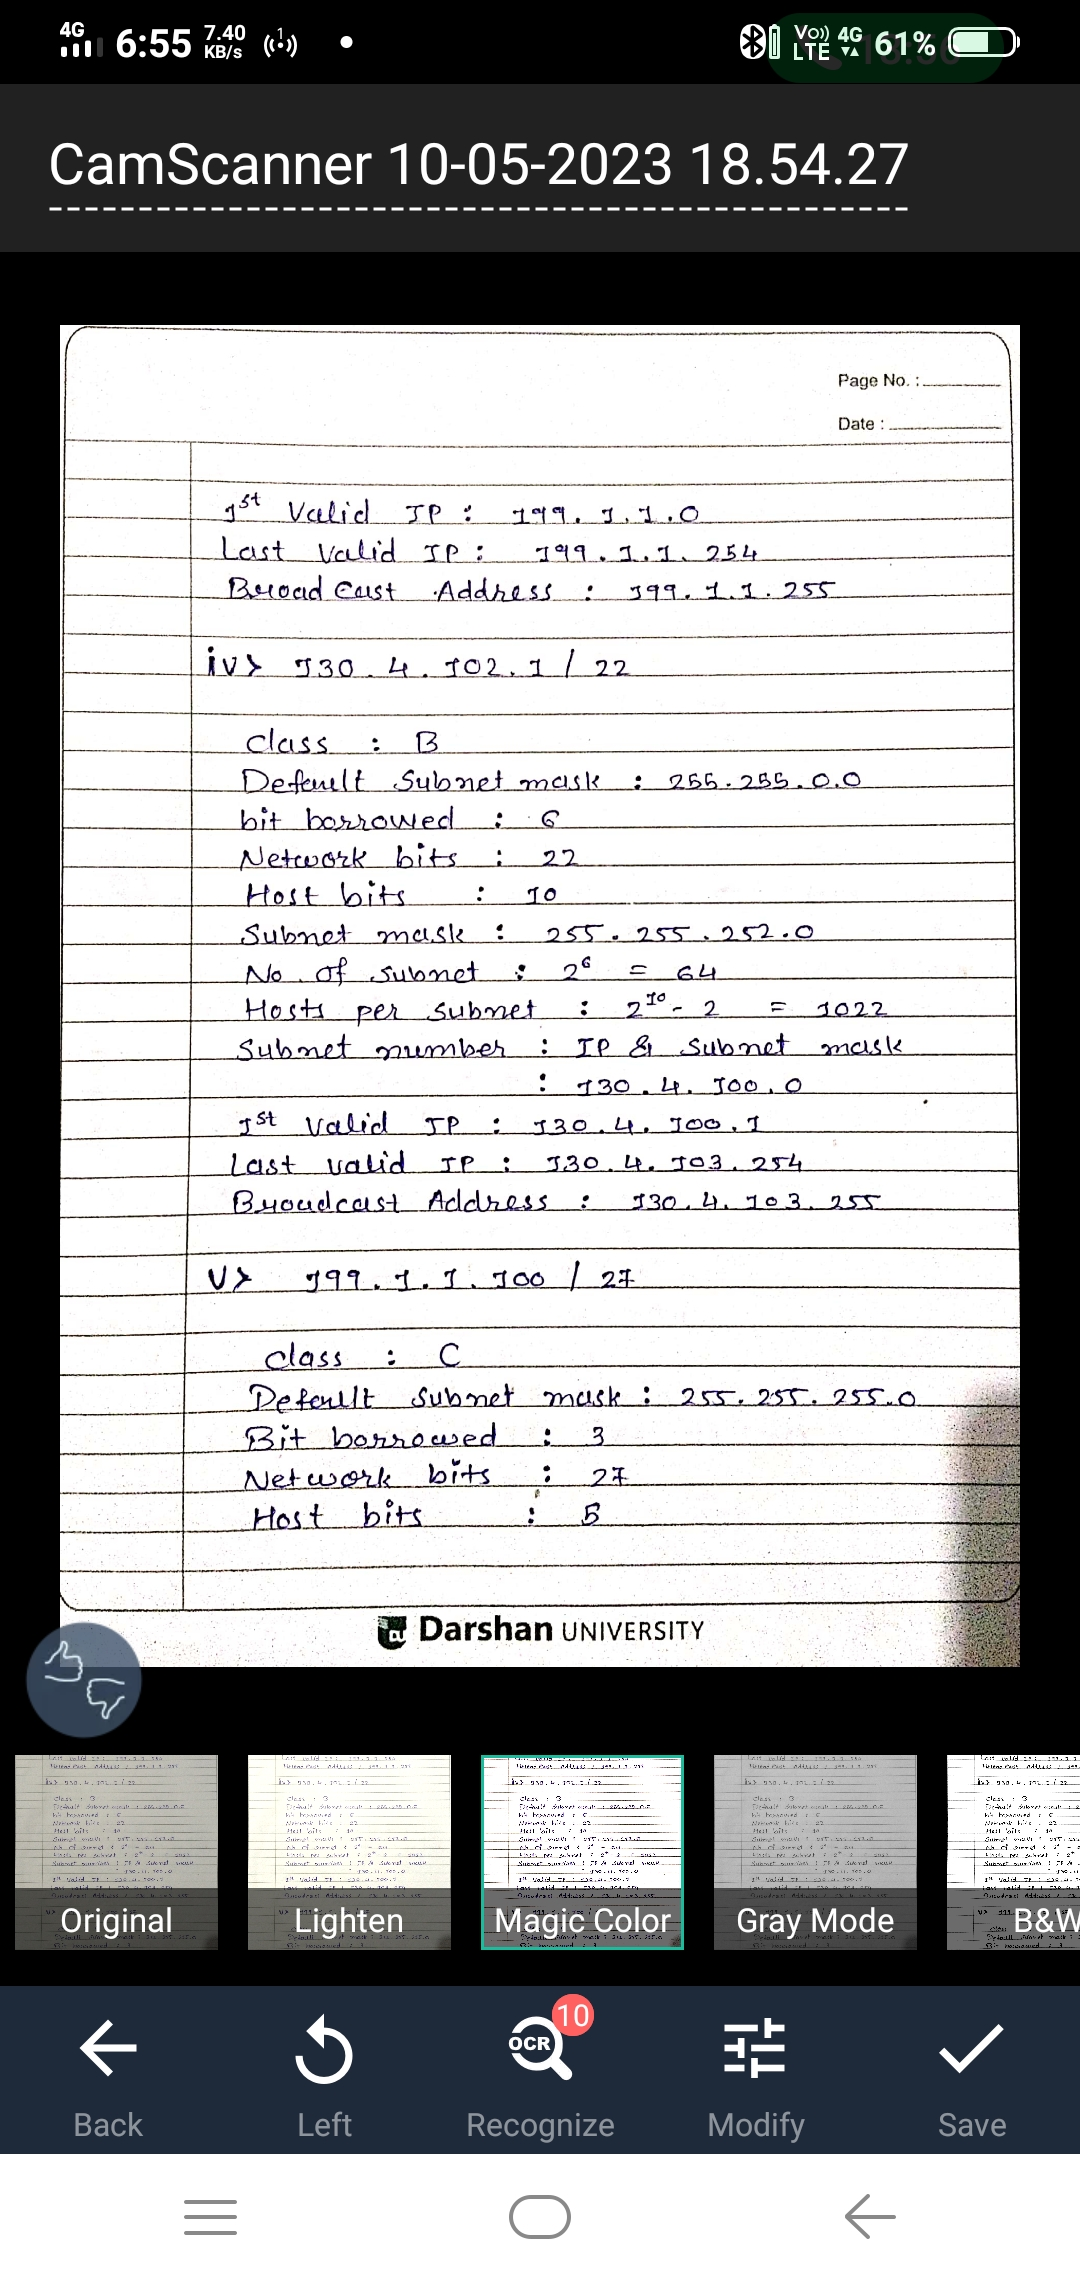 4G 6:55 7.40 KB/s Vo)) LTE 4G 61%
CamScanner 10-05-2023 18.54.27
Page No. :
Date :
1st Valid IP : 199.1.1.0
Last Valid IP : 199.1.1.254
Broad Cast Address : 199.1.1.255
iv> 130.4.102.1 / 22
class : B
Default Subnet mask : 255.255.0.0
bit borrowed : 6
Network bits : 22
Host bits : 10
Subnet mask : 255.255.252.0
No. of subnet : 2^6 = 64
Hosts per subnet : 2^10 - 2 = 1022
Subnet number : IP & Subnet mask
: 130.4.100.0
1st Valid IP : 130.4.100.1
Last valid IP : 130.4.103.254
Broadcast Address : 130.4.103.255
v> 199.1.1.100 / 27
class : C
Default subnet mask : 255.255.255.0
Bit borrowed : 3
Network bits : 27
Host bits : 5
Darshan UNIVERSITY
Original Lighten Magic Color Gray Mode B&W
10
OCR
Back Left Recognize Modify Save